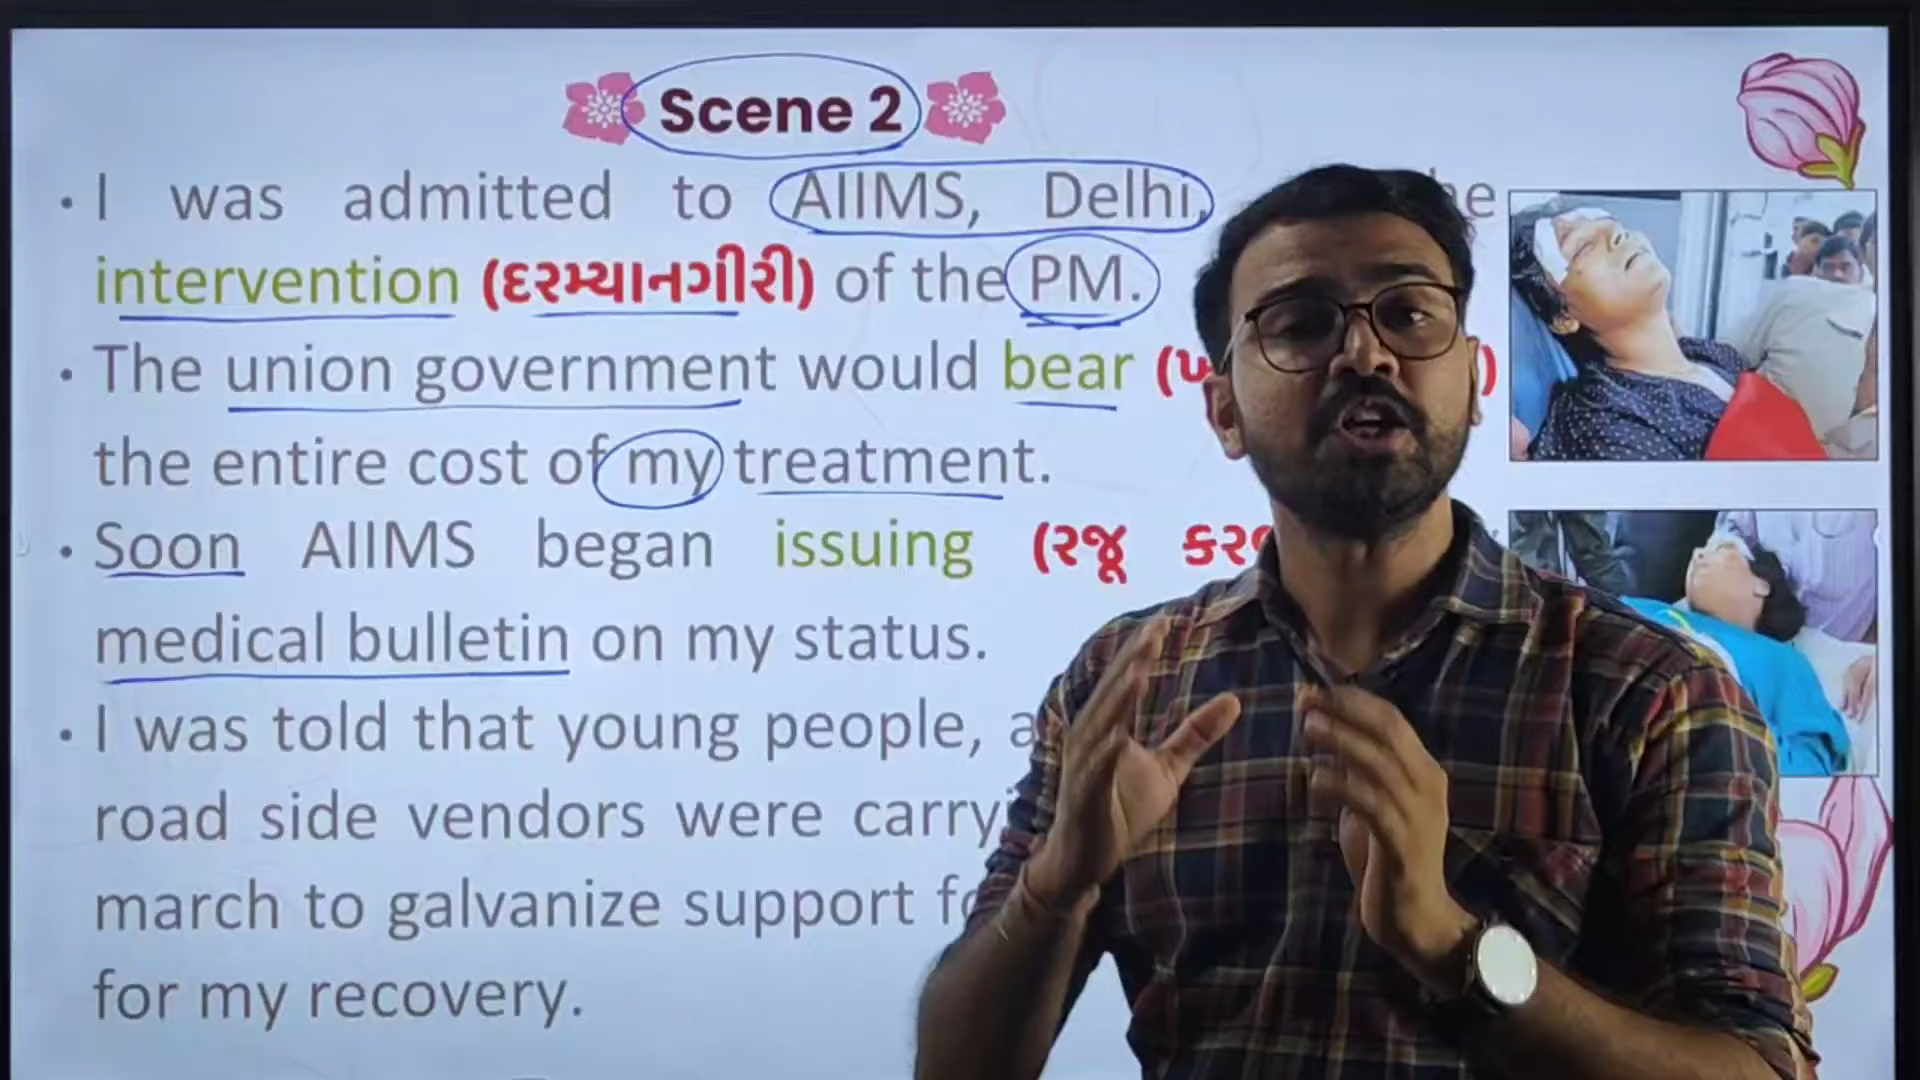 Scene 2
• I was admitted to AIIMS, Delhi,
intervention (દરમ્યાનગીરી) of the PM.
• The union government would bear
the entire cost of my treatment.
• Soon AIIMS began issuing (રજૂ
medical bulletin on my status.
• I was told that young people,
road side vendors were
march to galvanize support
for my recovery.